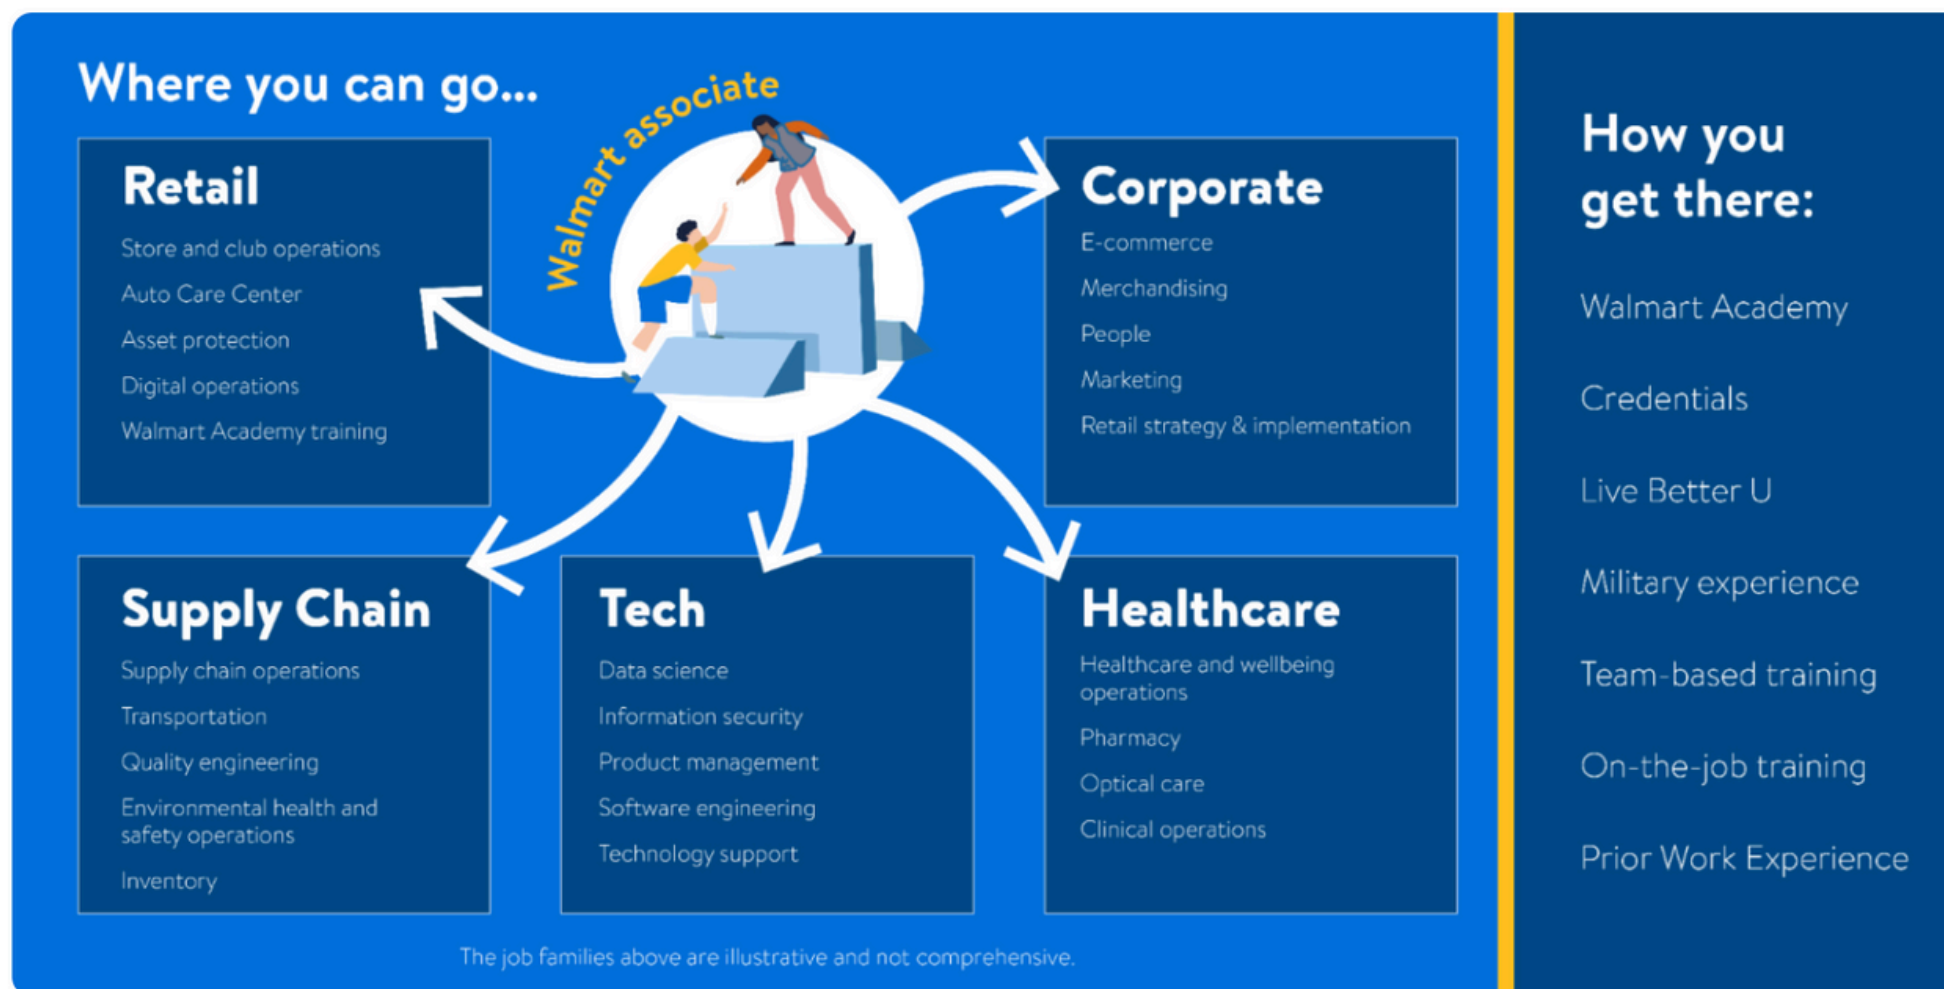 Where you can go...
Walmart associate
Retail
Store and club operations
Auto Care Center
Asset protection
Digital operations
Walmart Academy training
Corporate
E-commerce
Merchandising
People
Marketing
Retail strategy & implementation
Supply Chain
Supply chain operations
Transportation
Quality engineering
Environmental health and
safety operations
Inventory
Tech
Data science
Information security
Product management
Software engineering
Technology support
Healthcare
Healthcare and wellbeing
operations
Pharmacy
Optical care
Clinical operations
The job families above are illustrative and not comprehensive.
How you
get there:
Walmart Academy
Credentials
Live Better U
Military experience
Team-based training
On-the-job training
Prior Work Experience